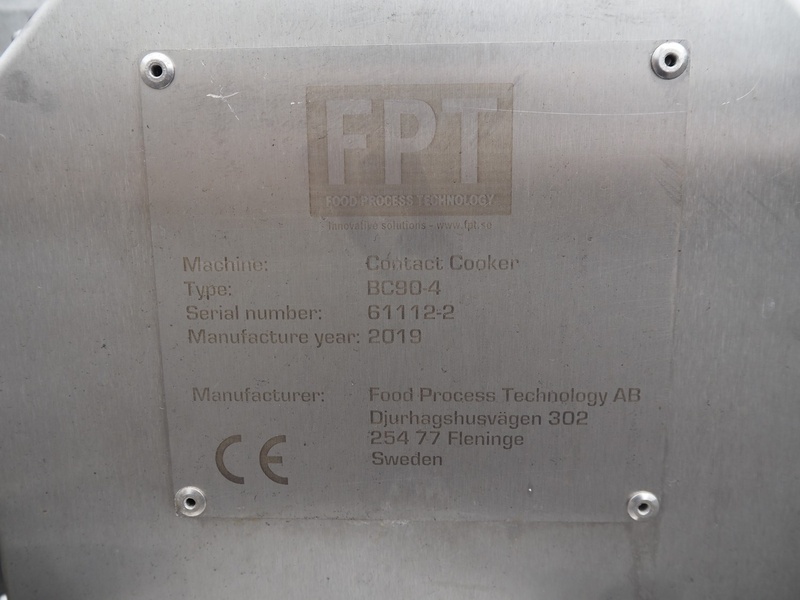 FPT
FOOD PROCESS TECHNOLOGY
Innovative solutions - www.fpt.se
Machine: Contact Cooker
Type: BC90-4
Serial number: 61112-2
Manufacture year: 2019
Manufacturer: Food Process Technology AB
Djurhagshusvägen 302
254 77 Fleninge
Sweden
CE